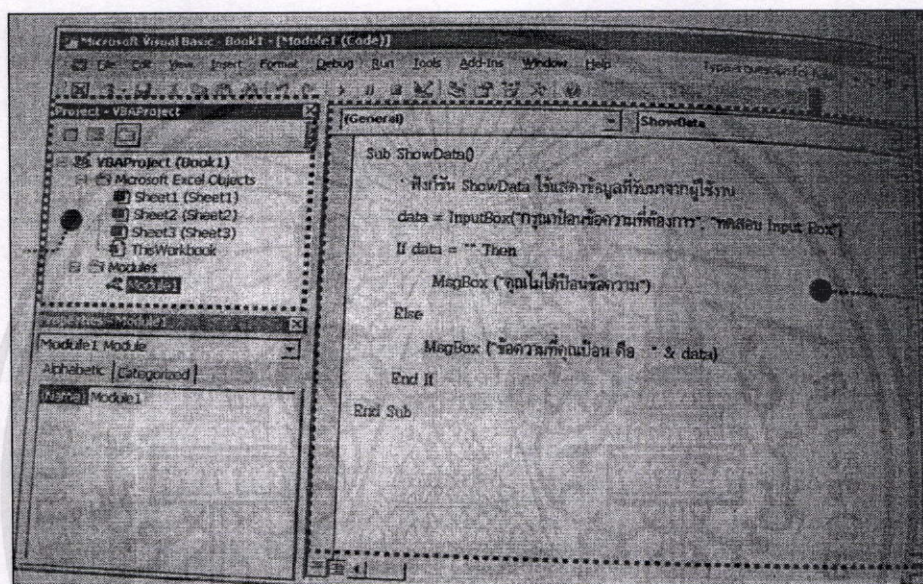 Microsoft Visual Basic - Book1 - [Module1 (Code)]
File Edit View Insert Format Debug Run Tools Add-Ins Window Help
Project - VBAProject
(General) ShowData
VBAProject (Book1)
Microsoft Excel Objects
Sheet1 (Sheet1)
Sheet2 (Sheet2)
Sheet3 (Sheet3)
ThisWorkbook
Modules
Module1
Properties - Module1
Module1 Module
Alphabetic Categorized
(Name) Module1
Sub ShowData()
' ฟังก์ชัน ShowData ใช้แสดงข้อมูลที่รับมาจากผู้ใช้งาน
data = InputBox("กรุณาป้อนข้อความที่ต้องการ", "ทดสอบ Input Box")
If data = "" Then
MsgBox ("คุณไม่ได้ป้อนข้อความ")
Else
MsgBox ("ข้อความที่คุณป้อน คือ : " & data)
End If
End Sub